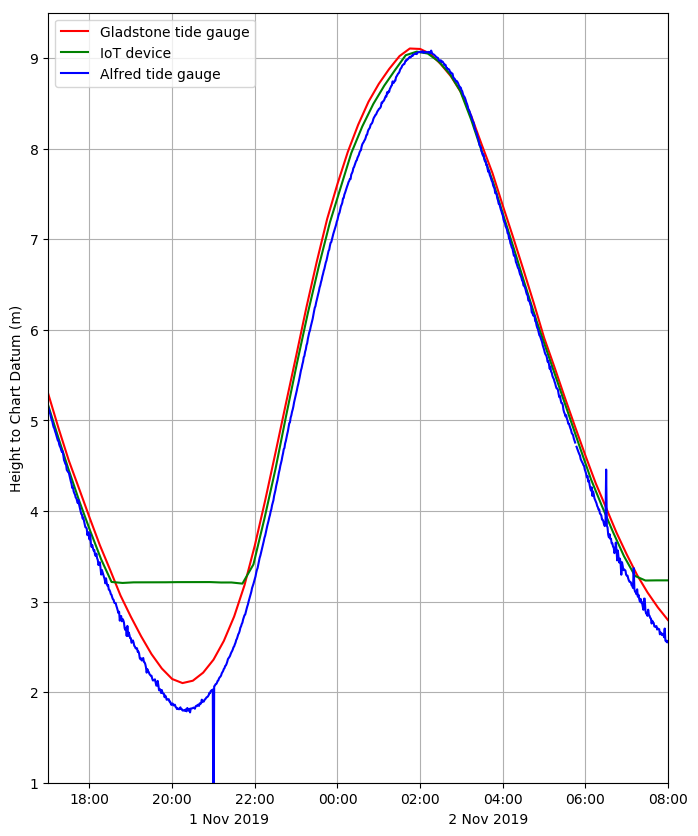 Gladstone tide gauge
IoT device
Alfred tide gauge
Height to Chart Datum (m)
9
8
7
6
5
4
3
2
1
18:00 20:00 22:00 00:00 02:00 04:00 06:00 08:00
1 Nov 2019 2 Nov 2019